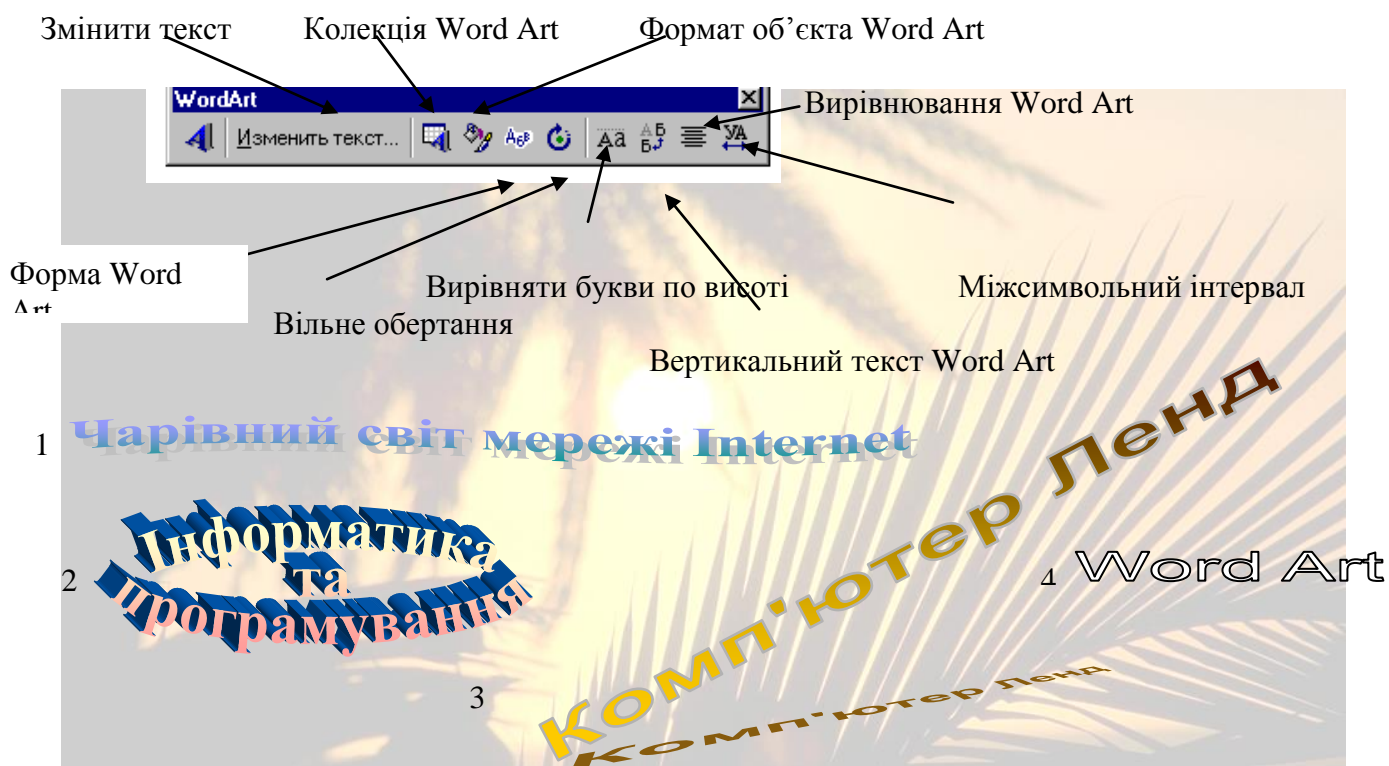 Змінити текст
Колекція Word Art
Формат об’єкта Word Art
WordArt
Вирівнювання Word Art
Изменить текст...
Форма Word
Art
Вирівняти букви по висоті
Міжсимвольний інтервал
Вільне обертання
Вертикальний текст Word Art
1 Чарівний світ мережі Internet
2 Інформатика
та
програмування
3 Комп'ютер Ленд
Комп'ютер Ленд
4 Word Art